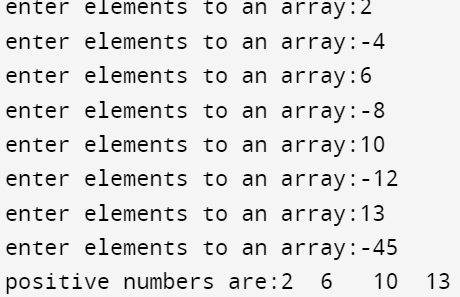 enter elements to an array:2
enter elements to an array:-4
enter elements to an array:6
enter elements to an array:-8
enter elements to an array:10
enter elements to an array:-12
enter elements to an array:13
enter elements to an array:-45
positive numbers are:2  6   10  13